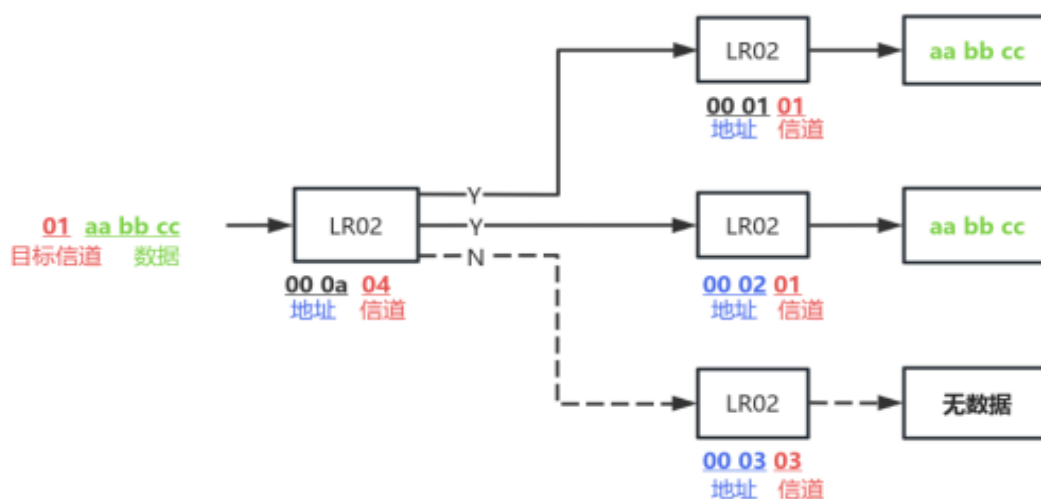 LR02
aa bb cc
00 01 01
地址 信道
Y
01 aa bb cc
目标信道 数据
LR02
Y
LR02
aa bb cc
N
00 0a 04
地址 信道
00 02 01
地址 信道
LR02
无数据
00 03 03
地址 信道